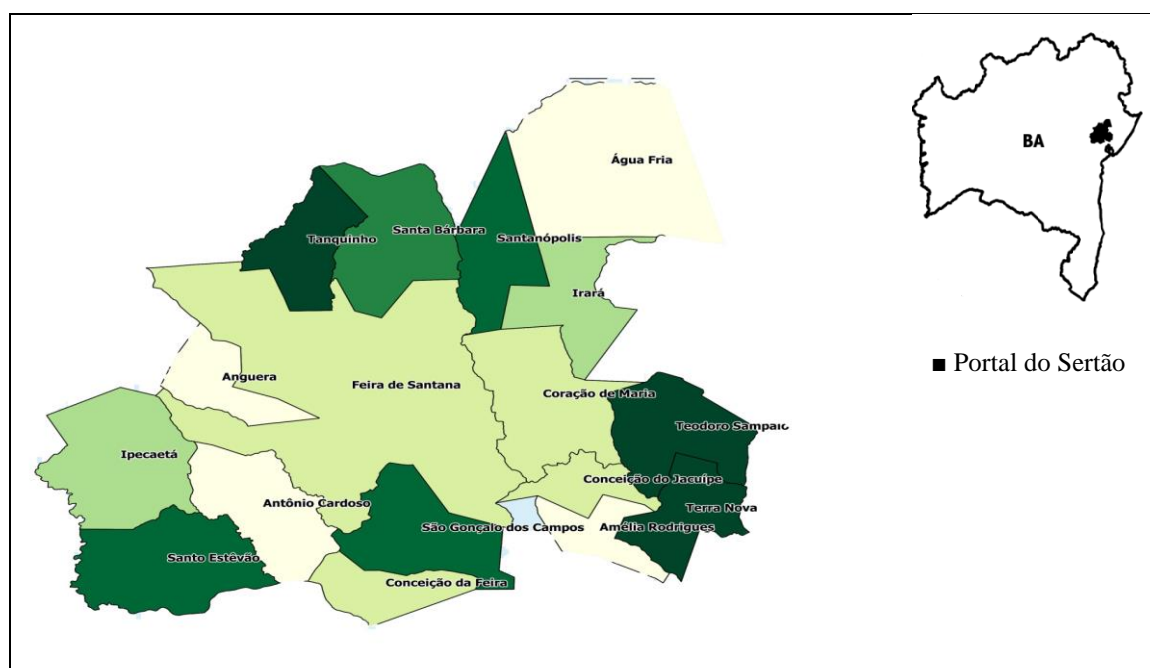 BA
Água Fria
Santa Bárbara
Tanquinho
Santanópolis
Irará
Anguera
Feira de Santana
Coração de Maria
Teodoro Sampaio
Ipecaetá
Conceição do Jacuípe
Antônio Cardoso
Terra Nova
São Gonçalo dos Campos
Amélia Rodrigues
Santo Estêvão
Conceição da Feira
■ Portal do Sertão